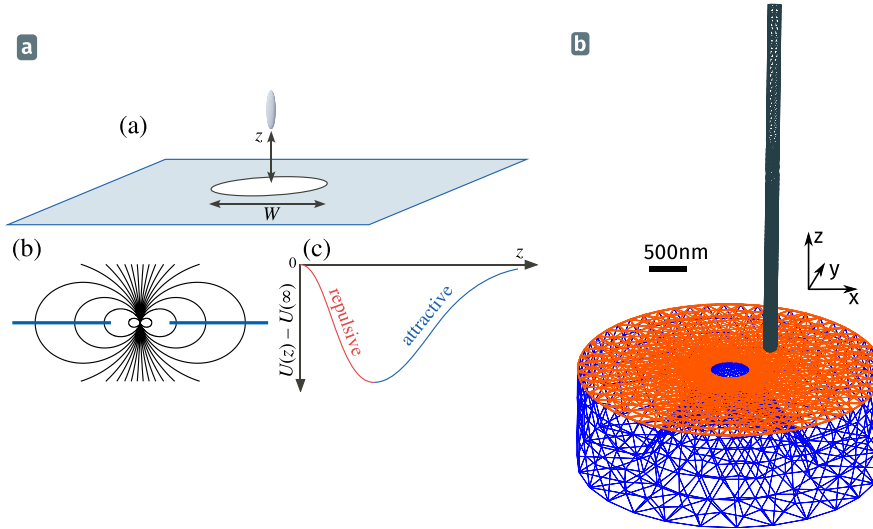 a
(a)
z
W
(b)
(c)
z
0
U(z) − U(∞)
repulsive
attractive
b
500nm
z
y
x